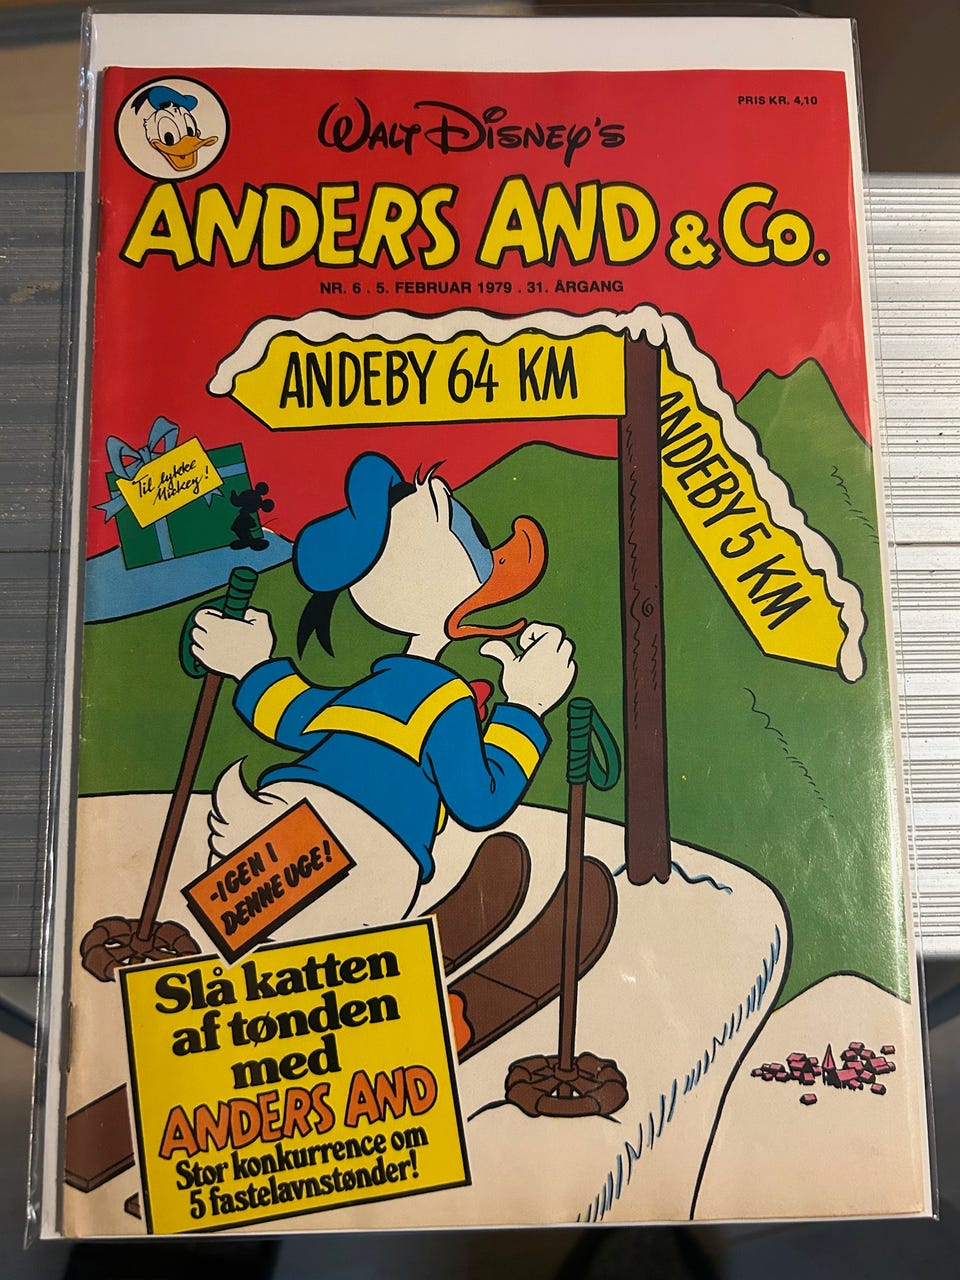 PRIS KR. 4,10
WALT DISNEY'S
ANDERS AND & CO.
NR. 6 . 5. FEBRUAR 1979 . 31. ÅRGANG
ANDEBY 64 KM
ANDEBY 5 KM
Til lykke
Mickey!
-IGEN I
DENNE UGE!
Slå katten
af tønden
med
ANDERS AND
Stor konkurrence om
5 fastelavnstønder!